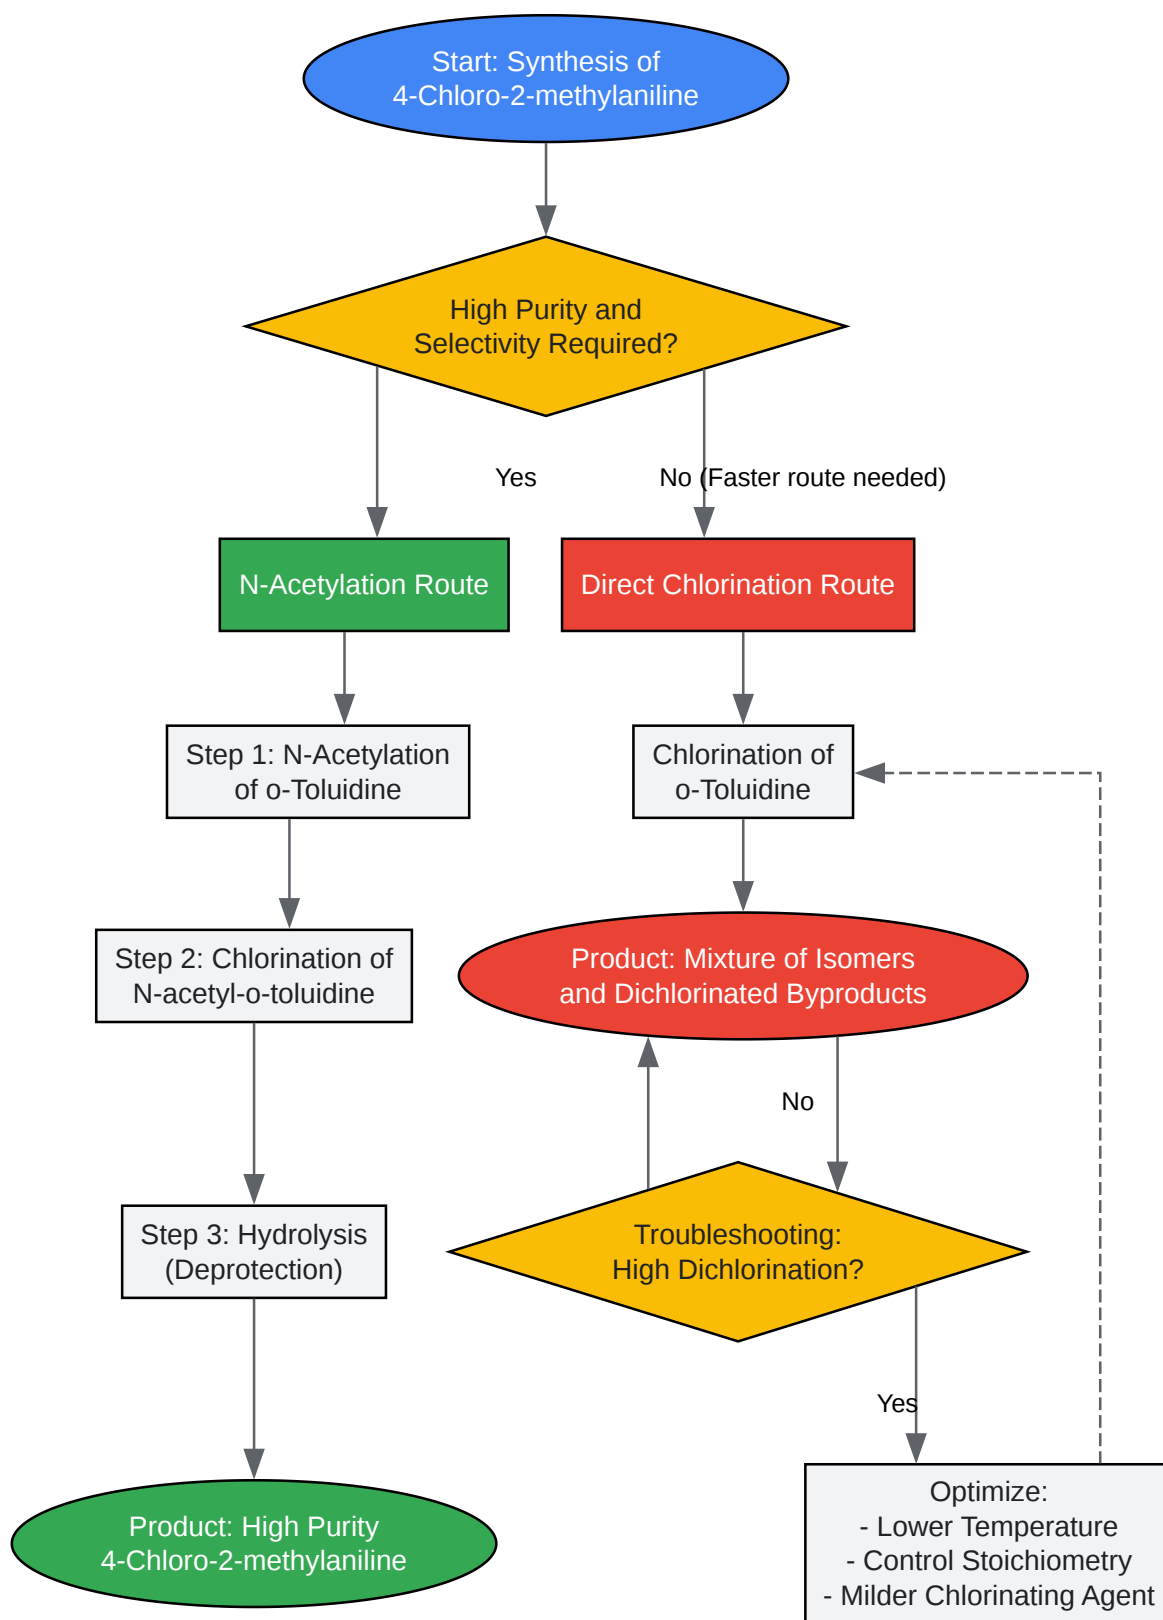 Start: Synthesis of
4-Chloro-2-methylaniline
High Purity and
Selectivity Required?
Yes
No (Faster route needed)
N-Acetylation Route
Direct Chlorination Route
Step 1: N-Acetylation
of o-Toluidine
Chlorination of
o-Toluidine
Step 2: Chlorination of
N-acetyl-o-toluidine
Product: Mixture of Isomers
and Dichlorinated Byproducts
No
Step 3: Hydrolysis
(Deprotection)
Troubleshooting:
High Dichlorination?
Yes
Product: High Purity
4-Chloro-2-methylaniline
Optimize:
- Lower Temperature
- Control Stoichiometry
- Milder Chlorinating Agent